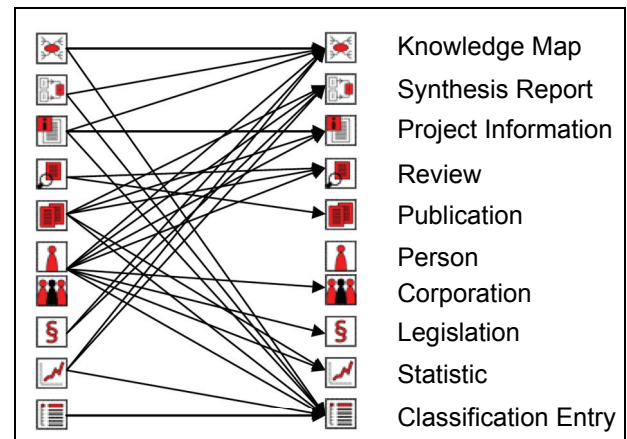 Knowledge Map
Synthesis Report
Project Information
Review
Publication
Person
Corporation
§ § Legislation
Statistic
Classification Entry